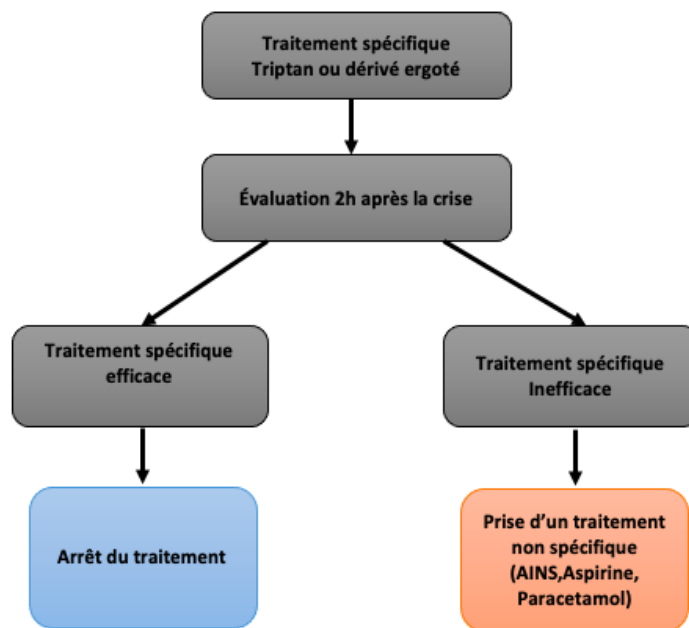 Traitement spécifique
Triptan ou dérivé ergoté
Évaluation 2h après la crise
Traitement spécifique
efficace
Traitement spécifique
Inefficace
Arrêt du traitement
Prise d'un traitement
non spécifique
(AINS,Aspirine,
Paracetamol)